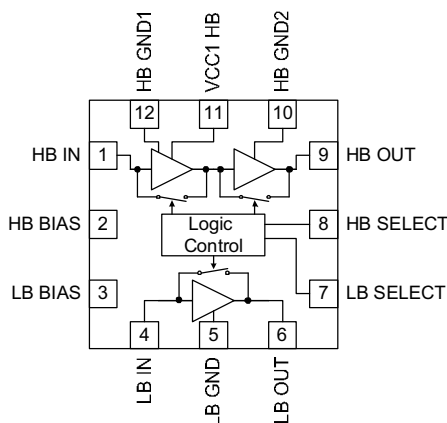 HB GND1
VCC1 HB
HB GND2
12
11
10
HB IN
1
9
HB OUT
HB BIAS
2
Logic
Control
8
HB SELECT
LB BIAS
3
7
LB SELECT
4
5
6
LB IN
LB GND
LB OUT